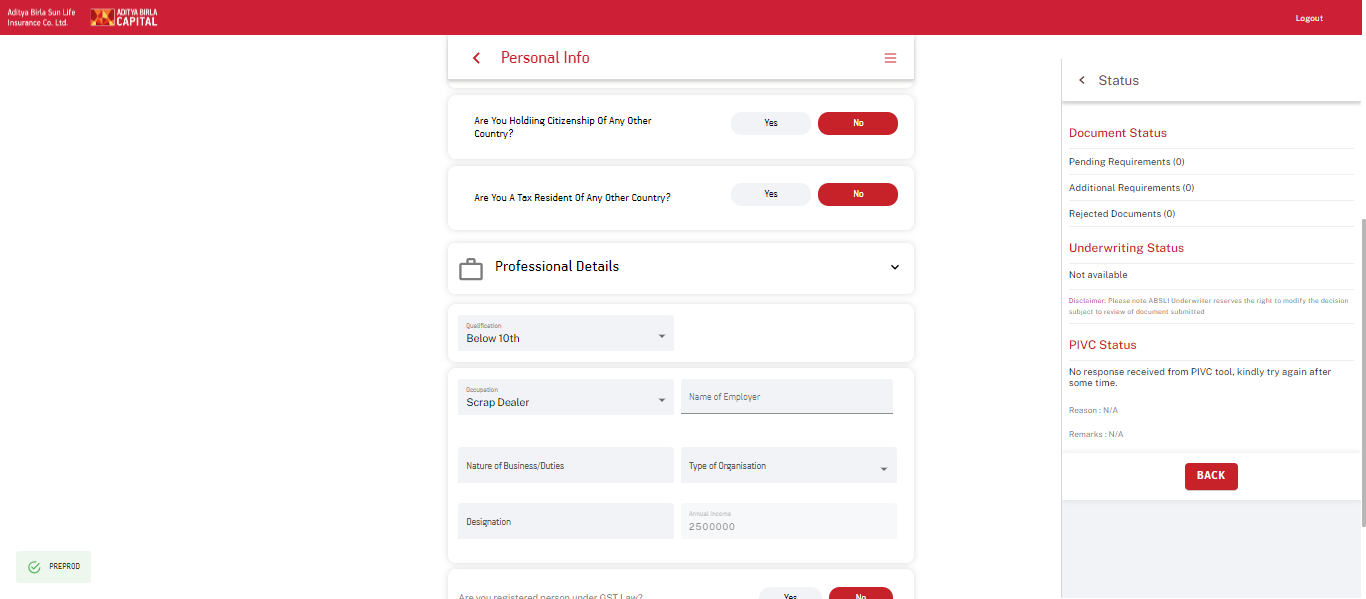 Aditya Birla Sun Life
Insurance Co. Ltd.
ADITYA BIRLA
CAPITAL
Logout
Personal Info
Are You Holdiing Citizenship Of Any Other
Country?
Yes
No
Are You A Tax Resident Of Any Other Country?
Yes
No
Professional Details
Qualification
Below 10th
Occupation
Scrap Dealer
Name of Employer
Nature of Business/Duties
Type of Organisation
Designation
Annual Income
2500000
Are you registered person under GST Law?
Yes
No
PREPROD
Status
Document Status
Pending Requirements (0)
Additional Requirements (0)
Rejected Documents (0)
Underwriting Status
Not available
Disclaimer: Please note ABSLI Underwriter reserves the right to modify the decision
subject to review of document submitted
PIVC Status
No response received from PIVC tool, kindly try again after
some time.
Reason : N/A
Remarks : N/A
BACK